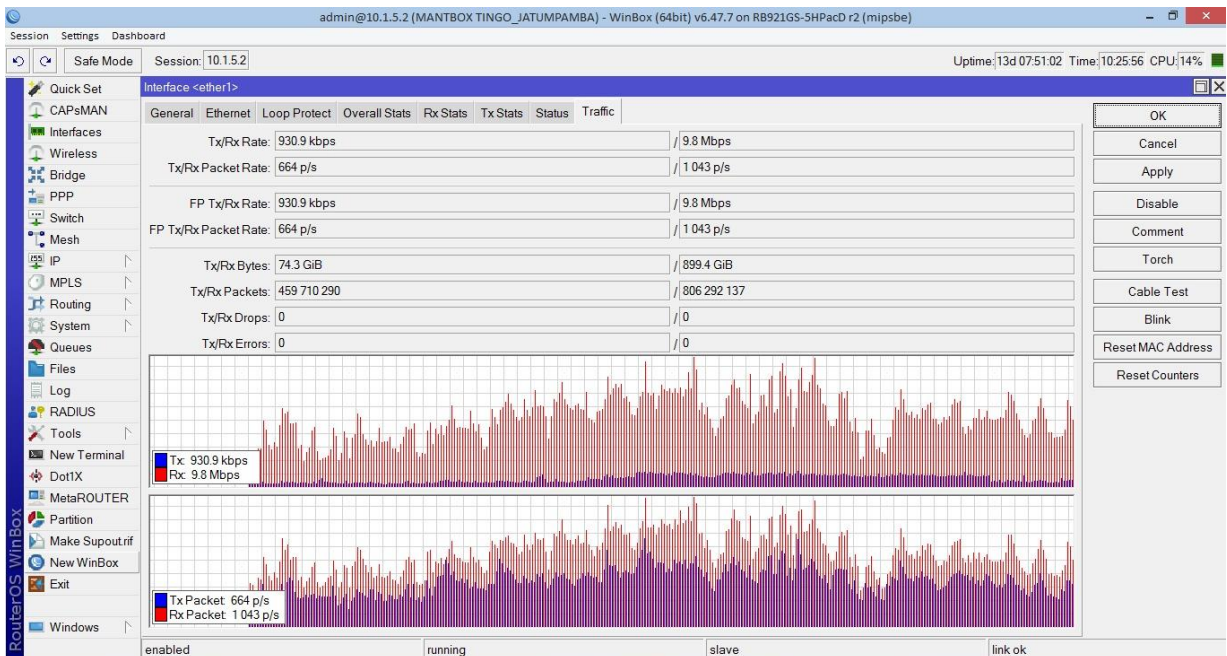 admin@10.1.5.2 (MANTBOX TINGO_JATUMPAMBA) - WinBox (64bit) v6.47.7 on RB921GS-5HPacD r2 (mipsbe)
Session Settings Dashboard
Safe Mode Session: 10.1.5.2 Uptime: 13d 07:51:02 Time: 10:25:56 CPU: 14%
Quick Set
CAPsMAN
Interfaces
Wireless
Bridge
PPP
Switch
Mesh
IP
MPLS
Routing
System
Queues
Files
Log
RADIUS
Tools
New Terminal
Dot1X
MetaROUTER
Partition
Make Supout.rif
New WinBox
Exit
Windows
RouterOS WinBox
Interface <ether1>
General Ethernet Loop Protect Overall Stats Rx Stats Tx Stats Status Traffic
Tx/Rx Rate: 930.9 kbps / 9.8 Mbps
Tx/Rx Packet Rate: 664 p/s / 1 043 p/s
FP Tx/Rx Rate: 930.9 kbps / 9.8 Mbps
FP Tx/Rx Packet Rate: 664 p/s / 1 043 p/s
Tx/Rx Bytes: 74.3 GiB / 899.4 GiB
Tx/Rx Packets: 459 710 290 / 806 292 137
Tx/Rx Drops: 0 / 0
Tx/Rx Errors: 0 / 0
Tx: 930.9 kbps
Rx: 9.8 Mbps
Tx Packet: 664 p/s
Rx Packet: 1 043 p/s
OK
Cancel
Apply
Disable
Comment
Torch
Cable Test
Blink
Reset MAC Address
Reset Counters
enabled running slave link ok